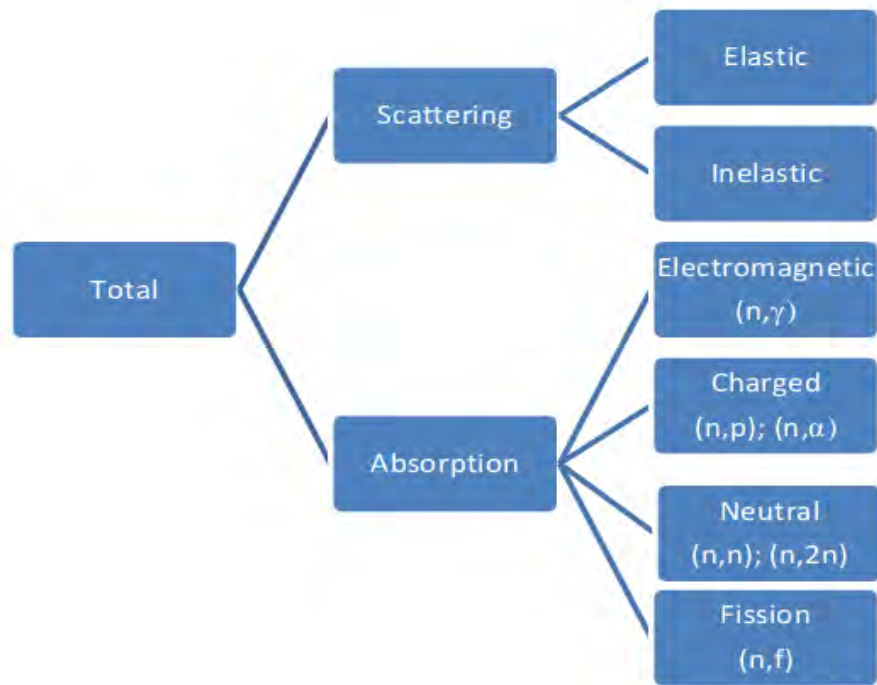 Total
Scattering
Absorption
Elastic
Inelastic
Electromagnetic
(n,γ)
Charged
(n,p); (n,α)
Neutral
(n,n); (n,2n)
Fission
(n,f)